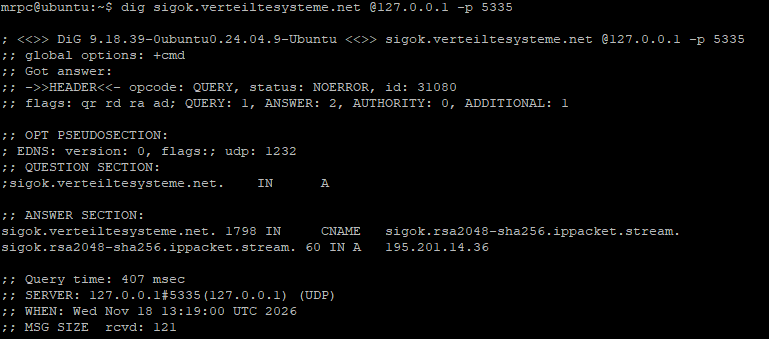 mrpc@ubuntu:~$ dig sigok.verteiltesysteme.net @127.0.0.1 -p 5335

; <<>> DiG 9.18.39-0ubuntu0.24.04.9-Ubuntu <<>> sigok.verteiltesysteme.net @127.0.0.1 -p 5335
;; global options: +cmd
;; Got answer:
;; ->>HEADER<<- opcode: QUERY, status: NOERROR, id: 31080
;; flags: qr rd ra ad; QUERY: 1, ANSWER: 2, AUTHORITY: 0, ADDITIONAL: 1

;; OPT PSEUDOSECTION:
; EDNS: version: 0, flags:; udp: 1232
;; QUESTION SECTION:
;sigok.verteiltesysteme.net.    IN      A

;; ANSWER SECTION:
sigok.verteiltesysteme.net. 1798 IN     CNAME   sigok.rsa2048-sha256.ippacket.stream.
sigok.rsa2048-sha256.ippacket.stream. 60 IN A   195.201.14.36

;; Query time: 407 msec
;; SERVER: 127.0.0.1#5335(127.0.0.1) (UDP)
;; WHEN: Wed Nov 18 13:19:00 UTC 2026
;; MSG SIZE  rcvd: 121